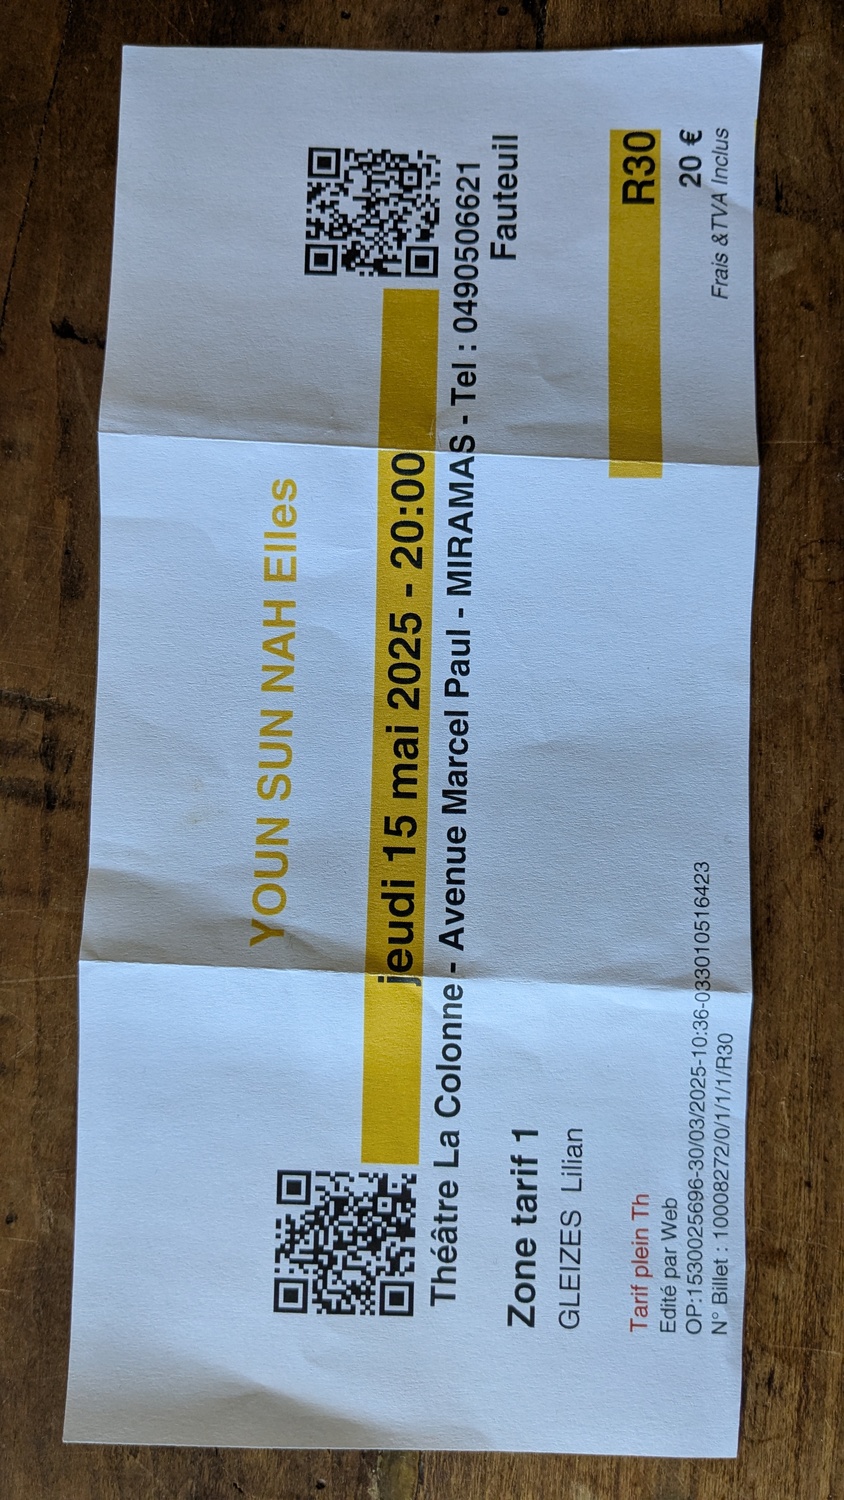 YOUN SUN NAH Elles
jeudi 15 mai 2025 - 20:00
Théâtre La Colonne - Avenue Marcel Paul - MIRAMAS - Tel : 0490506621
Zone tarif 1
Fauteuil
GLEIZES Lilian
R30
Tarif plein Th
20 €
Edité par Web
Frais &TVA Inclus
OP:1530025696-30/03/2025-10:36-033010516423
N° Billet : 10008272/0/1/1/1/R30